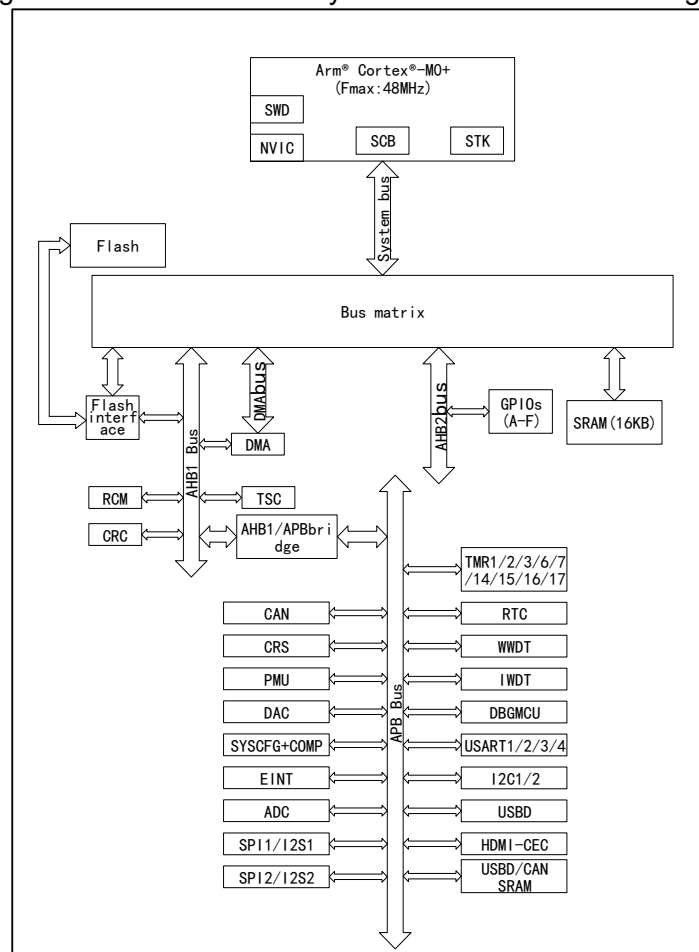 Arm® Cortex®-M0+
(Fmax:48MHz)
SWD
NVIC
SCB
STK
System bus
Flash
Bus matrix
Flash
interf
ace
AHB1 Bus
DMAbus
DMA
AHB2bus
GPIOs
(A-F)
SRAM(16KB)
RCM
TSC
CRC
AHB1/APBbri
dge
APB Bus
TMR1/2/3/6/7
/14/15/16/17
CAN
RTC
CRS
WWDT
PMU
IWDT
DAC
DBGMCU
SYSCFG+COMP
USART1/2/3/4
EINT
I2C1/2
ADC
USBD
SPI1/I2S1
HDMI-CEC
SPI2/I2S2
USBD/CAN
SRAM